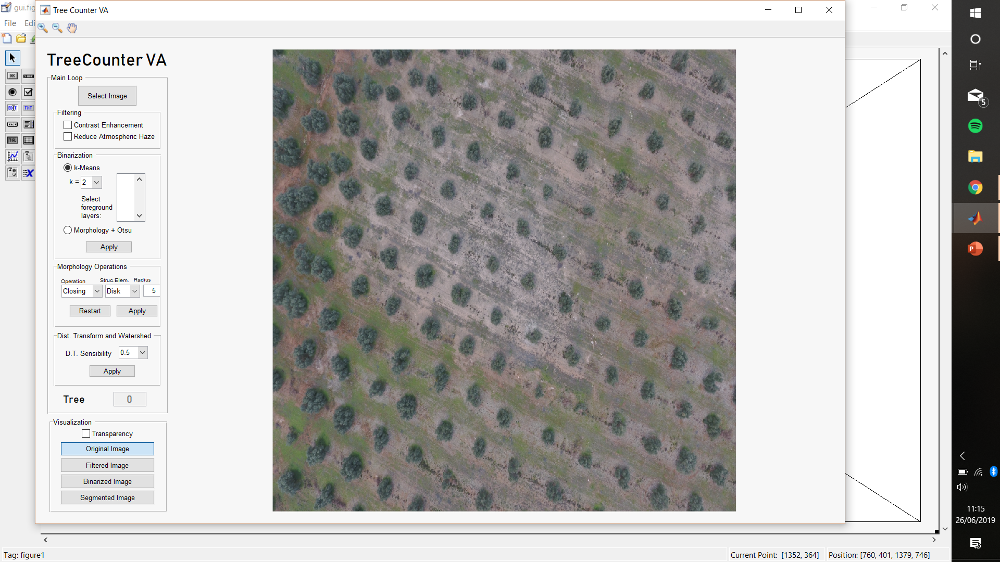 gui.fig
Tree Counter VA
File Edi
TreeCounter VA
Main Loop
Select Image
Filtering
Contrast Enhancement
Reduce Atmospheric Haze
Binarization
k-Means
k = 2
Select
foreground
layers:
Morphology + Otsu
Apply
Morphology Operations
Operation Struc.Elem. Radius
Closing Disk 5
Restart Apply
Dist. Transform and Watershed
D.T. Sensibility 0.5
Apply
Tree 0
Visualization
Transparency
Original Image
Filtered Image
Binarized Image
Segmented Image
OK
EDIT TXT
TGL
5
P
11:15
26/06/2019
Tag: figure1
Current Point: [1352, 364] Position: [760, 401, 1379, 746]